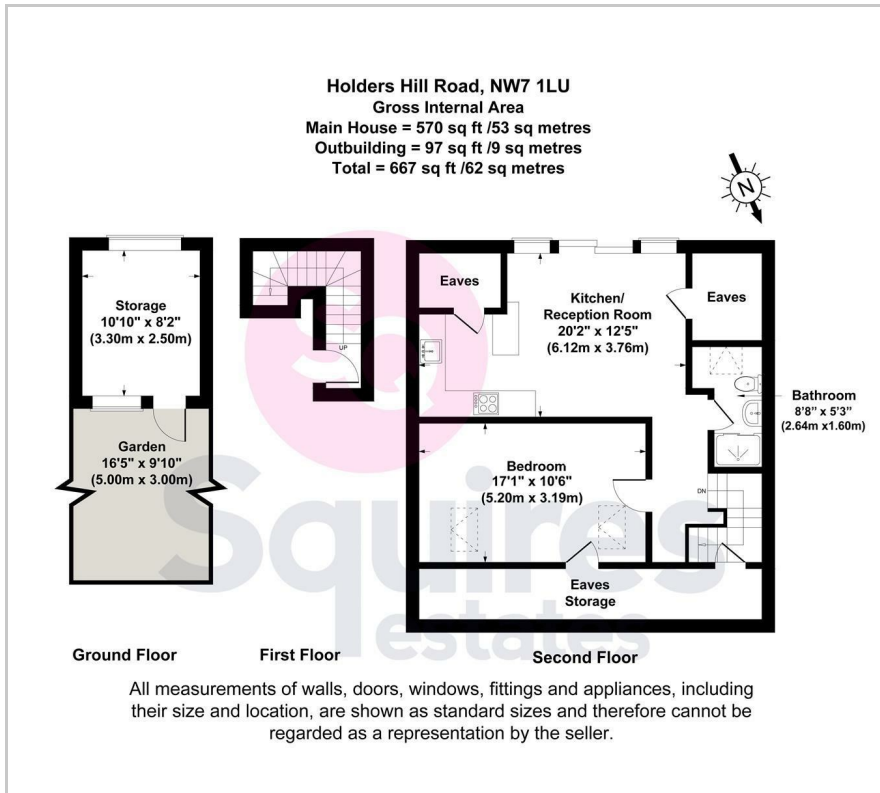 Holders Hill Road, NW7 1LU
Gross Internal Area
Main House = 570 sq ft /53 sq metres
Outbuilding = 97 sq ft /9 sq metres
Total = 667 sq ft /62 sq metres
N
Storage
10'10" x 8'2"
(3.30m x 2.50m)
Garden
16'5" x 9'10"
(5.00m x 3.00m)
UP
Eaves
Kitchen/
Reception Room
20'2" x 12'5"
(6.12m x 3.76m)
Eaves
Bathroom
8'8" x 5'3"
(2.64m x1.60m)
Bedroom
17'1" x 10'6"
(5.20m x 3.19m)
DN
Eaves
Storage
SQ
Squires
estates
Ground Floor
First Floor
Second Floor
All measurements of walls, doors, windows, fittings and appliances, including
their size and location, are shown as standard sizes and therefore cannot be
regarded as a representation by the seller.